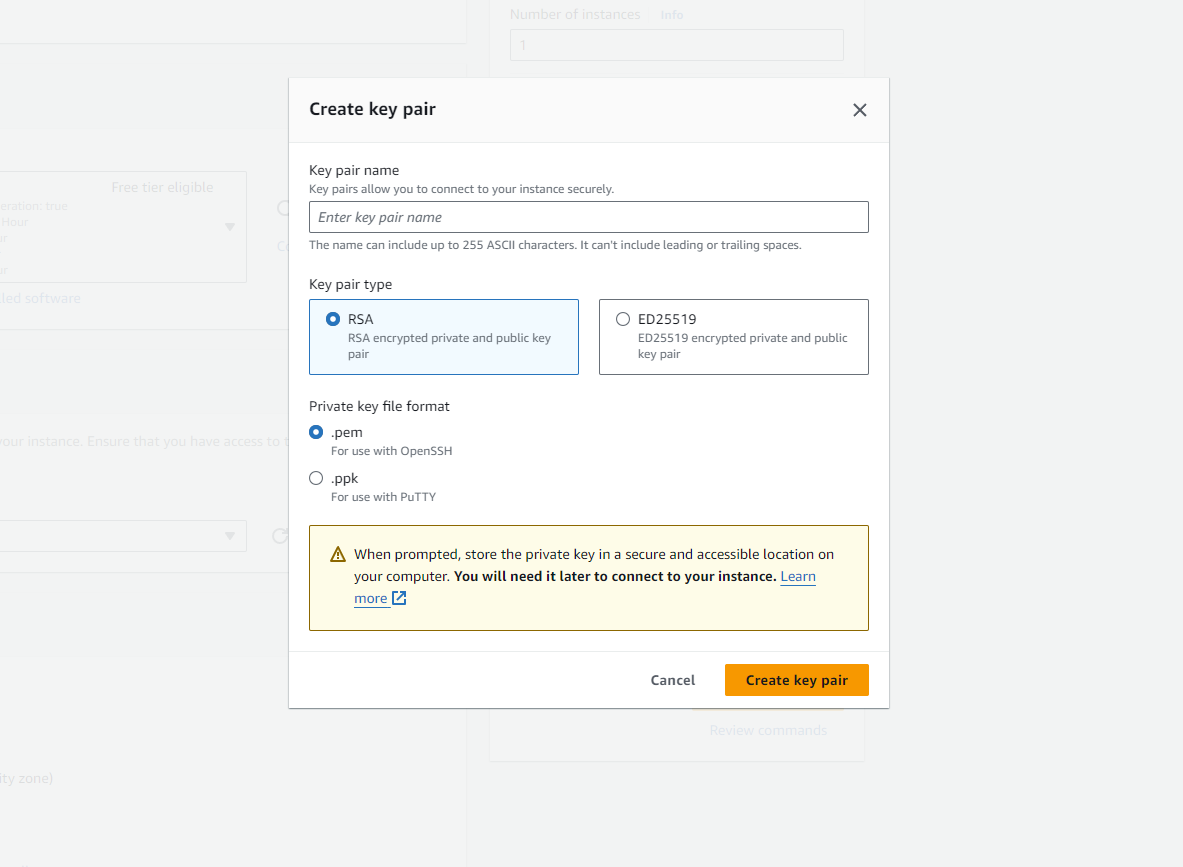 Number of instances Info
1
Create key pair
Key pair name
Key pairs allow you to connect to your instance securely.
Enter key pair name
The name can include up to 255 ASCII characters. It can't include leading or trailing spaces.
Free tier eligible
eration: true
Hour
ur
ur
led software
Key pair type
RSA
RSA encrypted private and public key
pair
ED25519
ED25519 encrypted private and public
key pair
Private key file format
.pem
For use with OpenSSH
your instance. Ensure that you have access to t
.ppk
For use with PuTTY
When prompted, store the private key in a secure and accessible location on
your computer. You will need it later to connect to your instance. Learn
more
Cancel Create key pair
Review commands
ity zone)